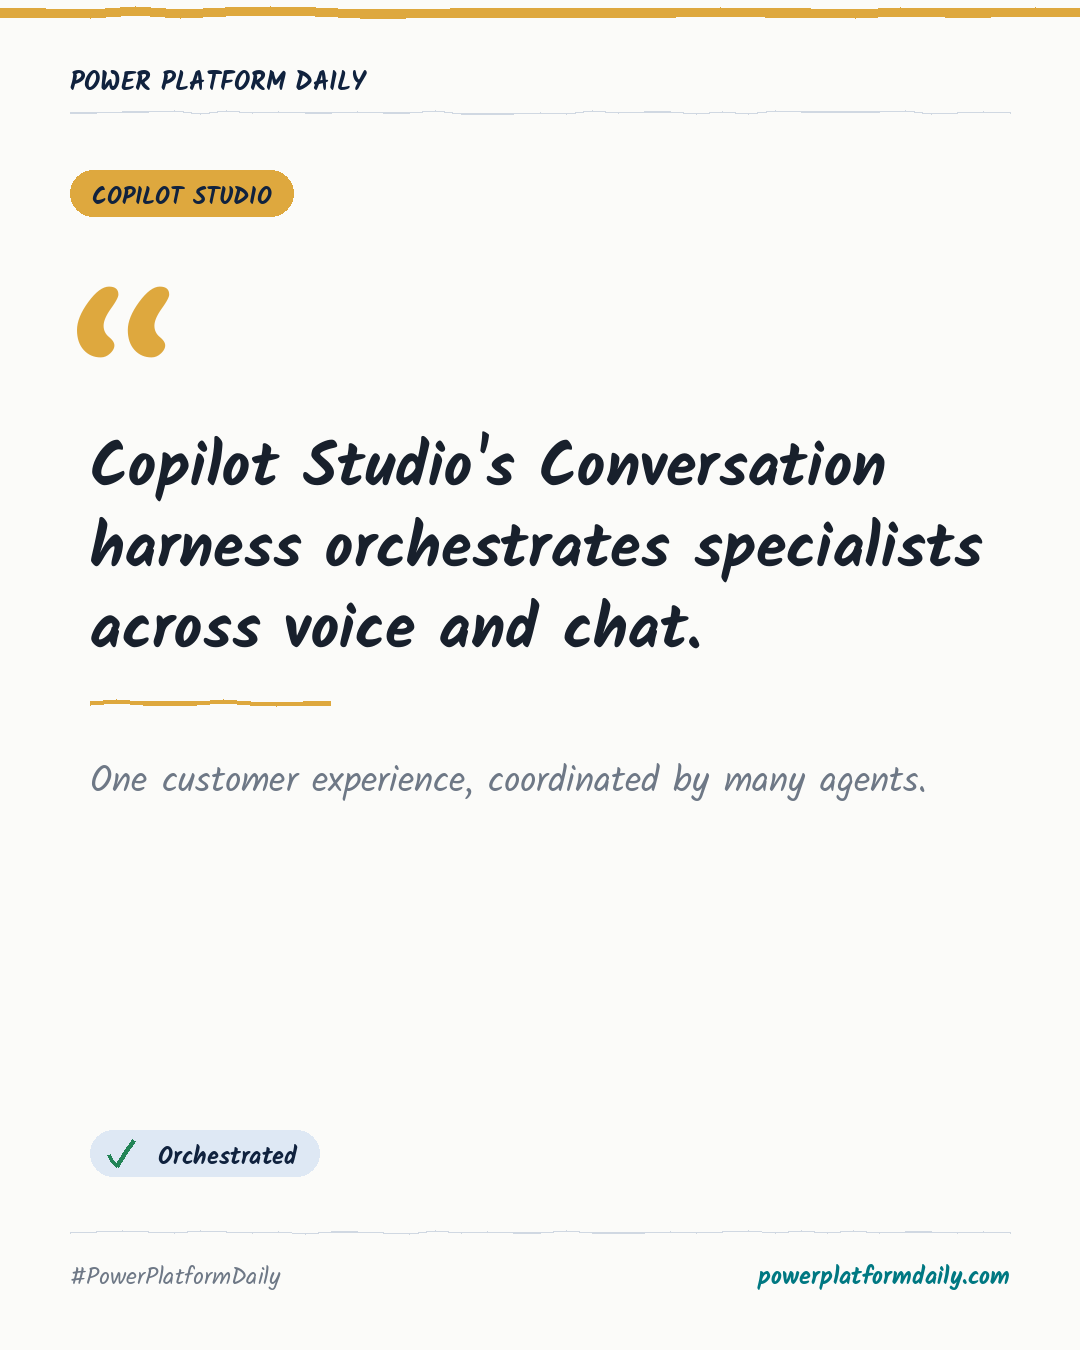 POWER PLATFORM DAILY
COPILOT STUDIO
“
Copilot Studio's Conversation
harness orchestrates specialists
across voice and chat.
One customer experience, coordinated by many agents.
✓ Orchestrated
#PowerPlatformDaily
powerplatformdaily.com